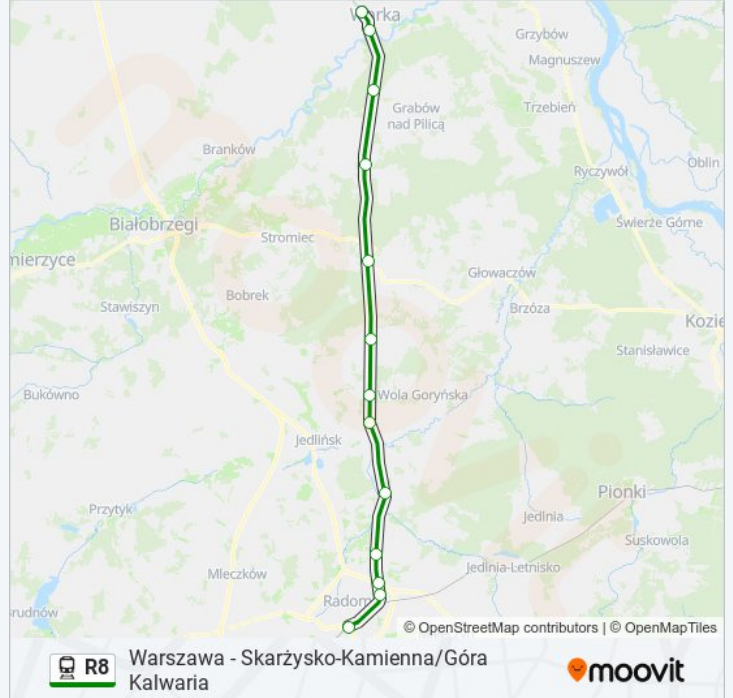 Warka
Grzybów
Magnuszew
Grabów
nad Pilicą
Trzebień
Branków
Ryczywół
Oblin
Białobrzegi
Świerże Górne
Stromiec
mierzyce
Głowaczów
Bobrek
Stawiszyn
Brzóza
Kozie
Stanisławice
Bukówno
Wola Goryńska
Jedlińsk
Pionki
Przytyk
Jedlnia
Suskowola
Jedlnia-Letnisko
Mleczków
Radom
rudnów
© OpenStreetMap contributors | © OpenMapTiles
R8
Warszawa - Skarżysko-Kamienna/Góra
Kalwaria
moovit